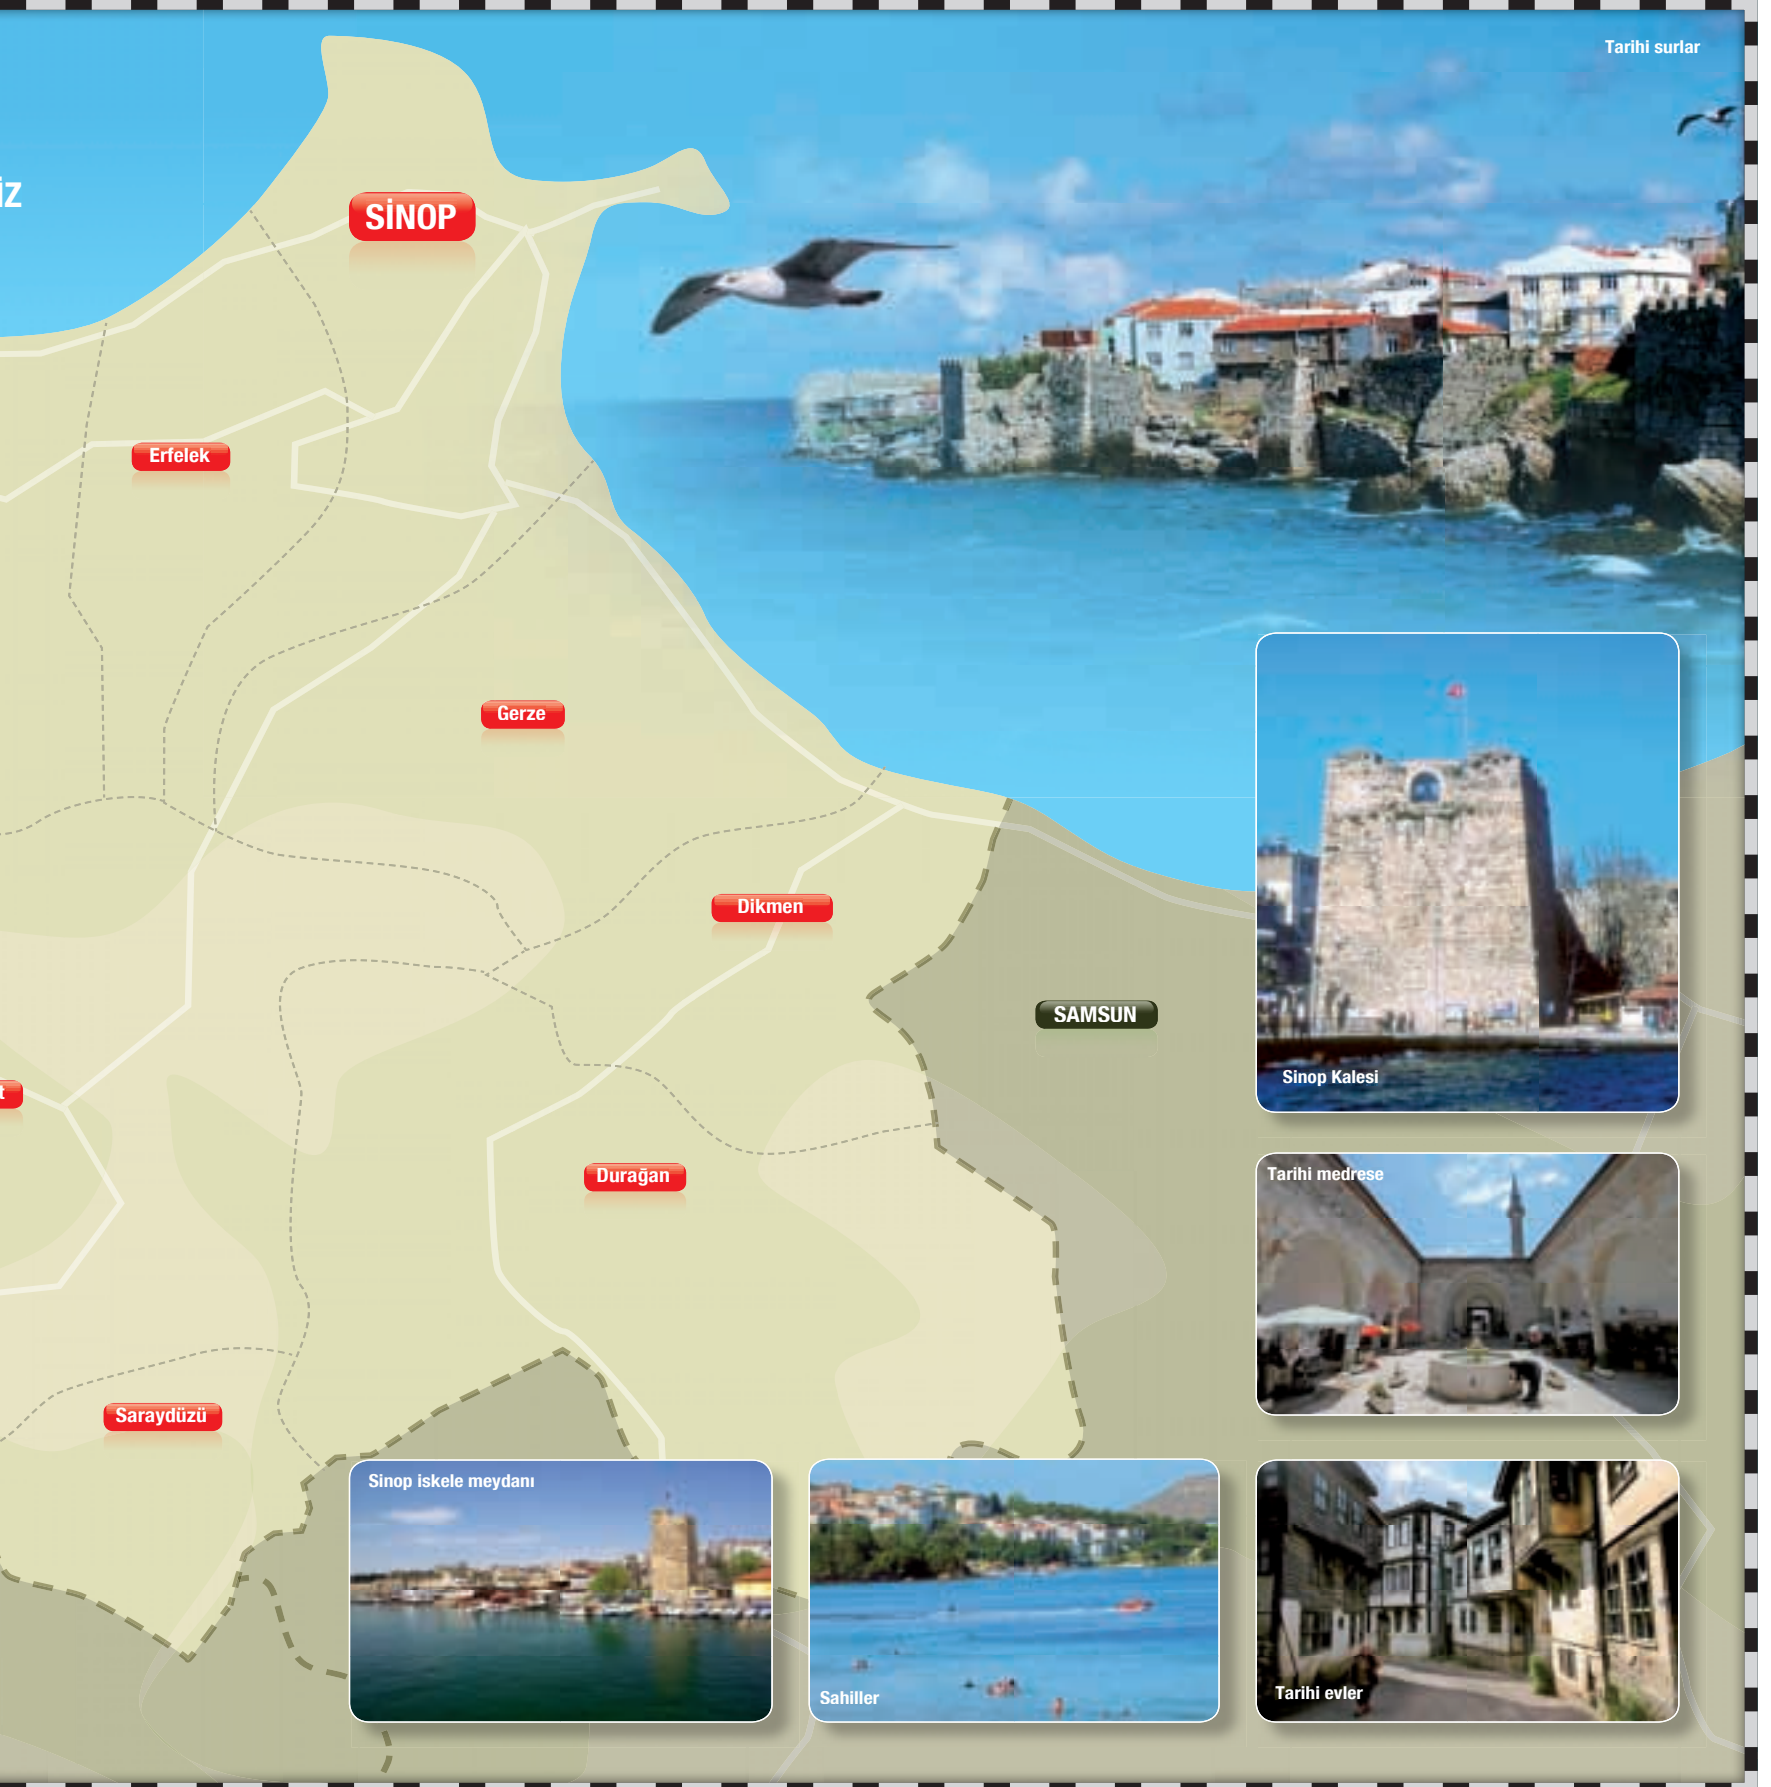 Tarihi surlar
İZ
SİNOP
Erfelek
Gerze
Dikmen
SAMSUN
t
Sinop Kalesi
Tarihi medrese
Durağan
Saraydüzü
Sinop iskele meydanı
Sahiller
Tarihi evler